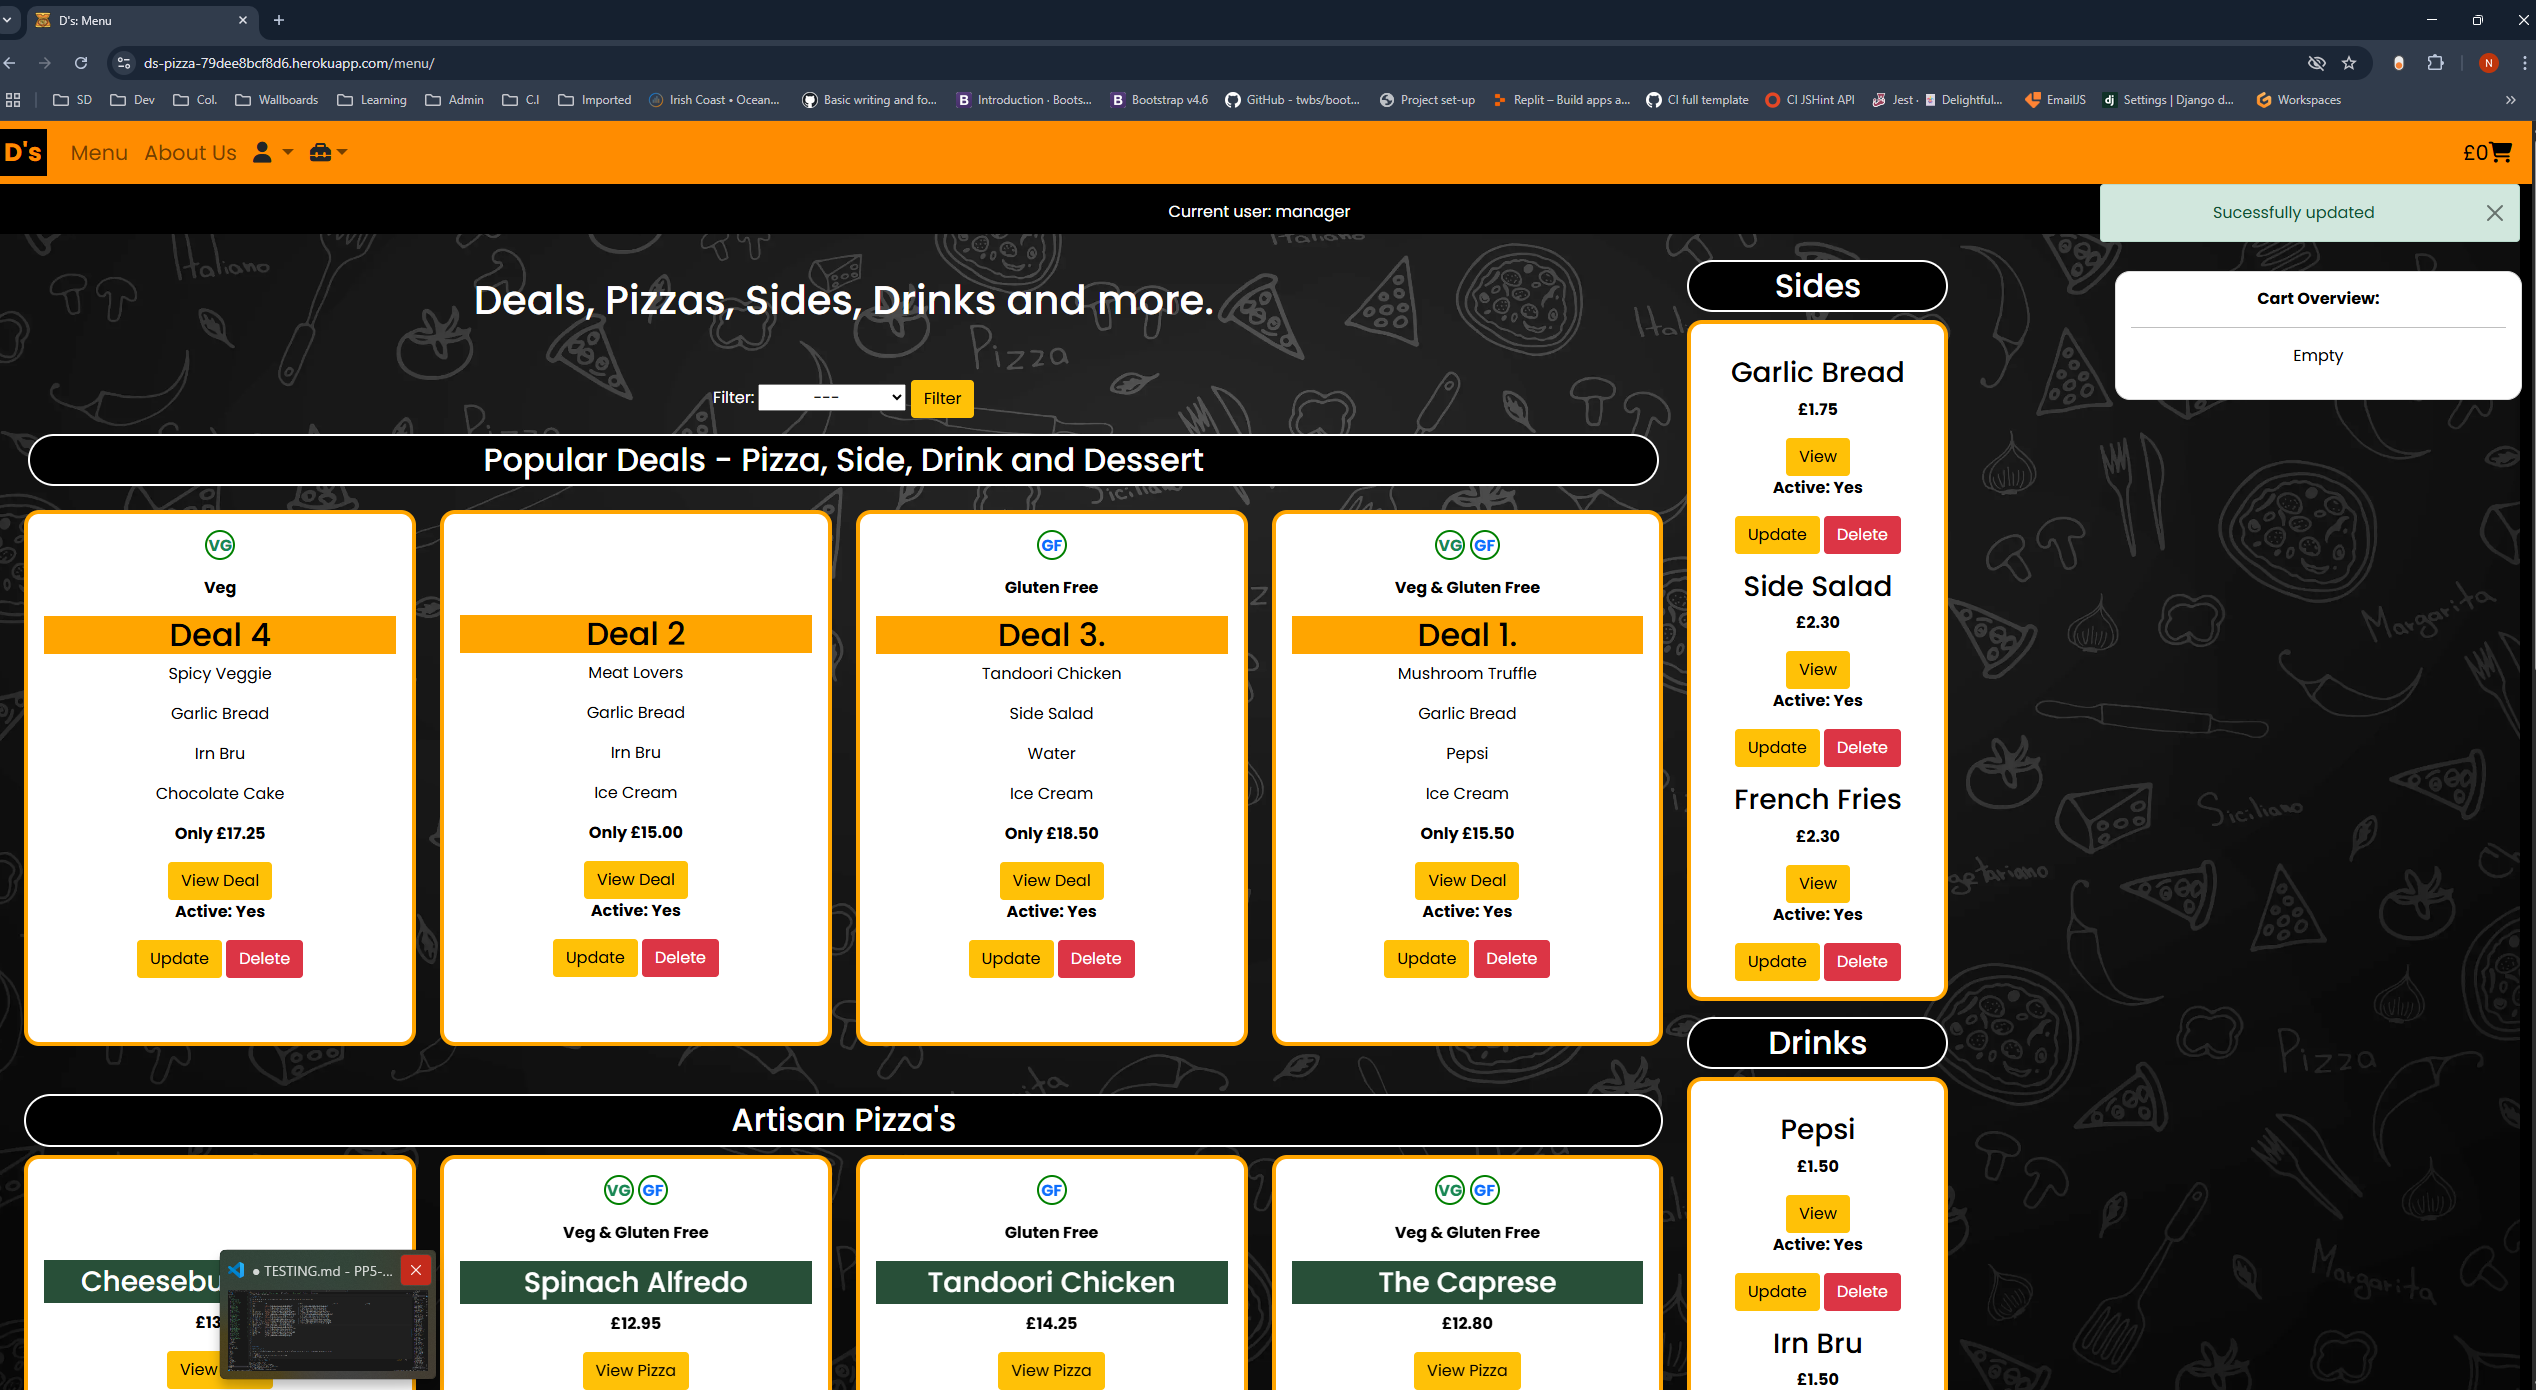 D's: Menu
ds-pizza-79dee8bcf8d6.herokuapp.com/menu/
N
SD
Dev
Col.
Wallboards
Learning
Admin
C.I
Imported
Irish Coast • Ocean...
Basic writing and fo...
Introduction · Boots...
Bootstrap v4.6
GitHub - twbs/boot...
Project set-up
Replit – Build apps a...
CI full template
CI JSHint API
Jest ·
Delightful...
EmailJS
dj
Settings | Django d...
Workspaces
D's
Menu
About Us
£0
Current user: manager
Sucessfully updated
Deals, Pizzas, Sides, Drinks and more.
Filter:
---
Filter
Popular Deals - Pizza, Side, Drink and Dessert
VG
Veg
Deal 4
Spicy Veggie
Garlic Bread
Irn Bru
Chocolate Cake
Only £17.25
View Deal
Active: Yes
Update
Delete
Deal 2
Meat Lovers
Garlic Bread
Irn Bru
Ice Cream
Only £15.00
View Deal
Active: Yes
Update
Delete
GF
Gluten Free
Deal 3.
Tandoori Chicken
Side Salad
Water
Ice Cream
Only £18.50
View Deal
Active: Yes
Update
Delete
VG GF
Veg & Gluten Free
Deal 1.
Mushroom Truffle
Garlic Bread
Pepsi
Ice Cream
Only £15.50
View Deal
Active: Yes
Update
Delete
Artisan Pizza's
Cheesebu
£13
View
TESTING.md - PP5-...
VG GF
Veg & Gluten Free
Spinach Alfredo
£12.95
View Pizza
GF
Gluten Free
Tandoori Chicken
£14.25
View Pizza
VG GF
Veg & Gluten Free
The Caprese
£12.80
View Pizza
Sides
Garlic Bread
£1.75
View
Active: Yes
Update
Delete
Side Salad
£2.30
View
Active: Yes
Update
Delete
French Fries
£2.30
View
Active: Yes
Update
Delete
Drinks
Pepsi
£1.50
View
Active: Yes
Update
Delete
Irn Bru
£1.50
Cart Overview:
Empty
Italiano
Pizza
Margarita
Siciliano
Pizza
Margarita